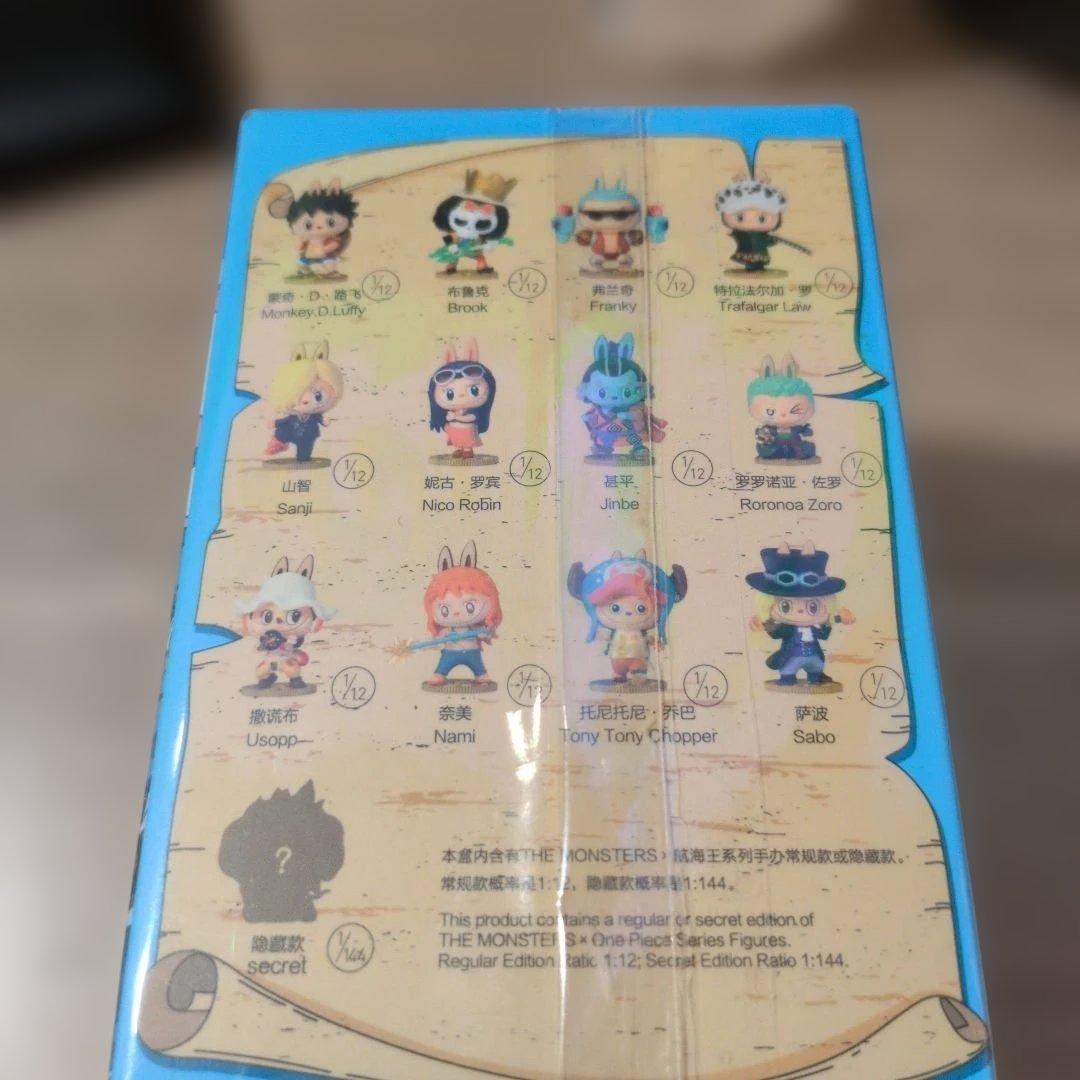 1/12
1/12
1/12
1/12
蒙奇·D·路飞
布鲁克
弗兰奇
特拉法尔加·罗
Monkey.D.Luffy
Brook
Franky
Trafalgar Law
1/12
1/12
1/12
1/12
山智
妮古·罗宾
甚平
罗罗诺亚·佐罗
Sanji
Nico Robin
Jinbe
Roronoa Zoro
1/12
1/12
1/12
1/12
撒谎布
奈美
托尼托尼·乔巴
萨波
Usopp
Nami
Tony Tony Chopper
Sabo
?
隐藏款
secret
1/144
本盒内含有THE MONSTERS×航海王系列手办常规款或隐藏款。
常规款概率是1:12，隐藏款概率是1:144。
This product contains a regular or secret edition of
THE MONSTERS × One Piece Series Figures.
Regular Edition Ratio 1:12; Secret Edition Ratio 1:144.